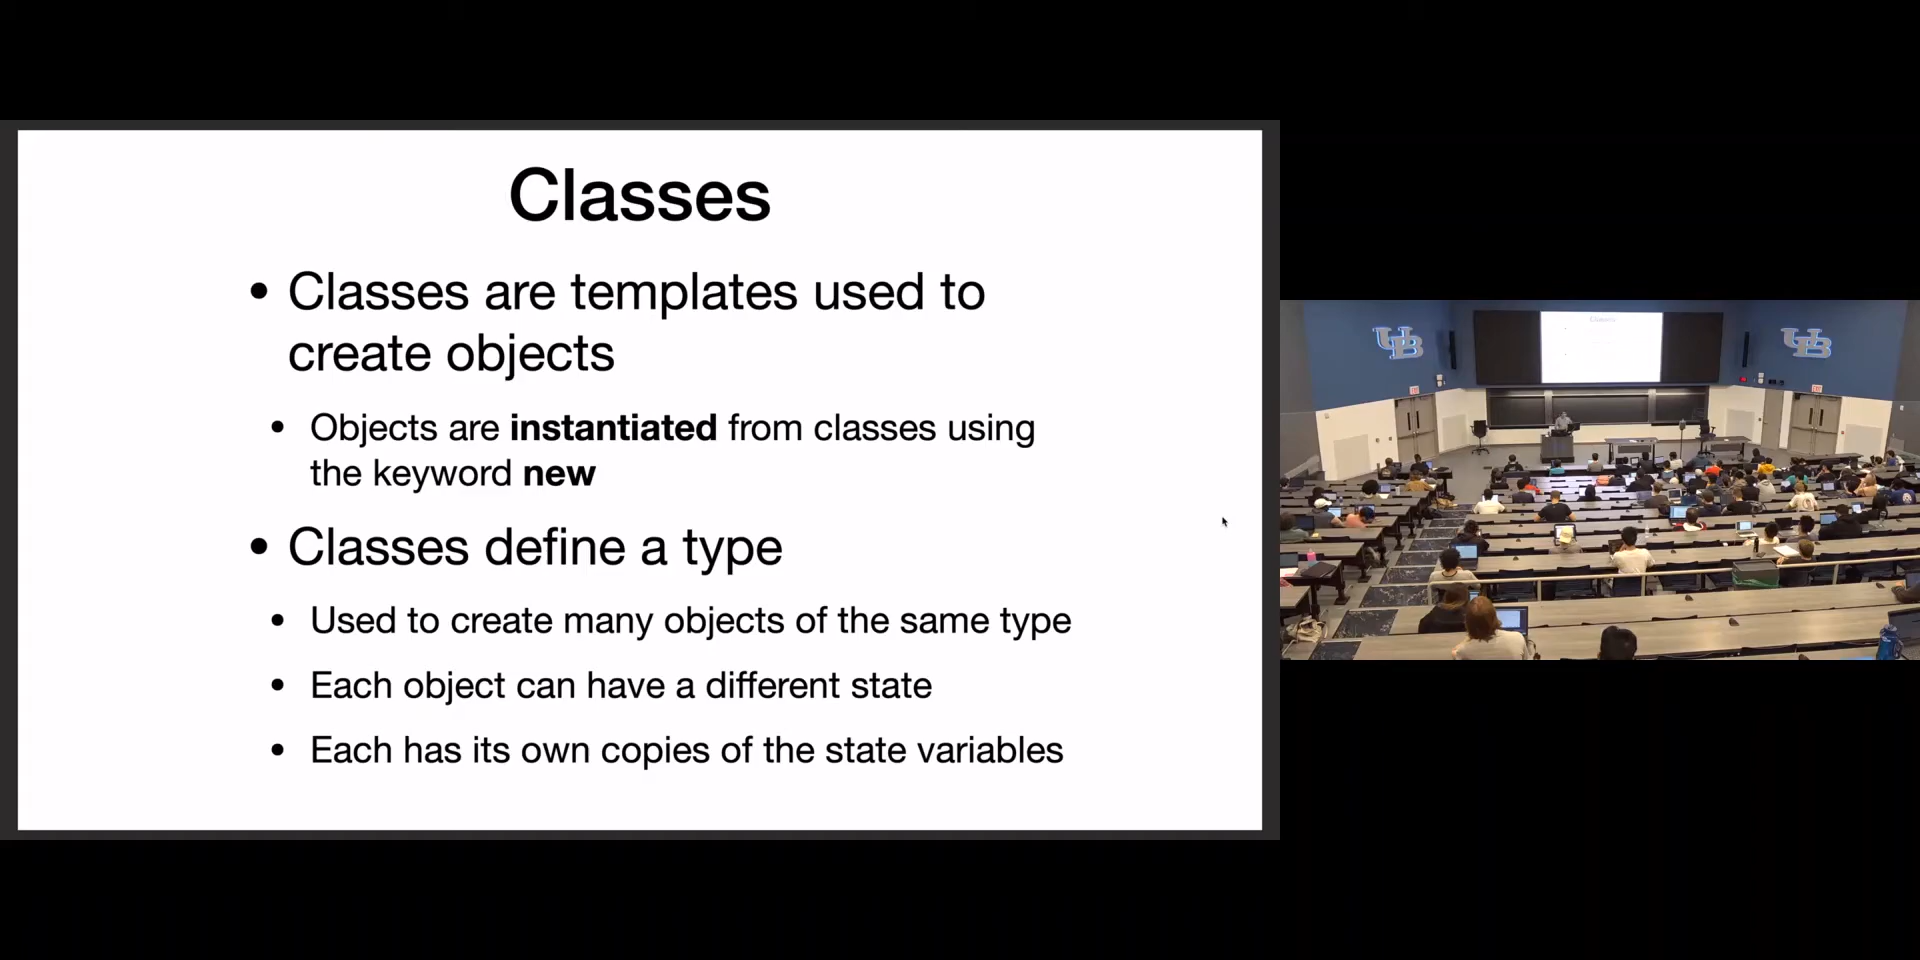 Classes
• Classes are templates used to
create objects
• Objects are instantiated from classes using
the keyword new
• Classes define a type
• Used to create many objects of the same type
• Each object can have a different state
• Each has its own copies of the state variables
UB
Classes
UB